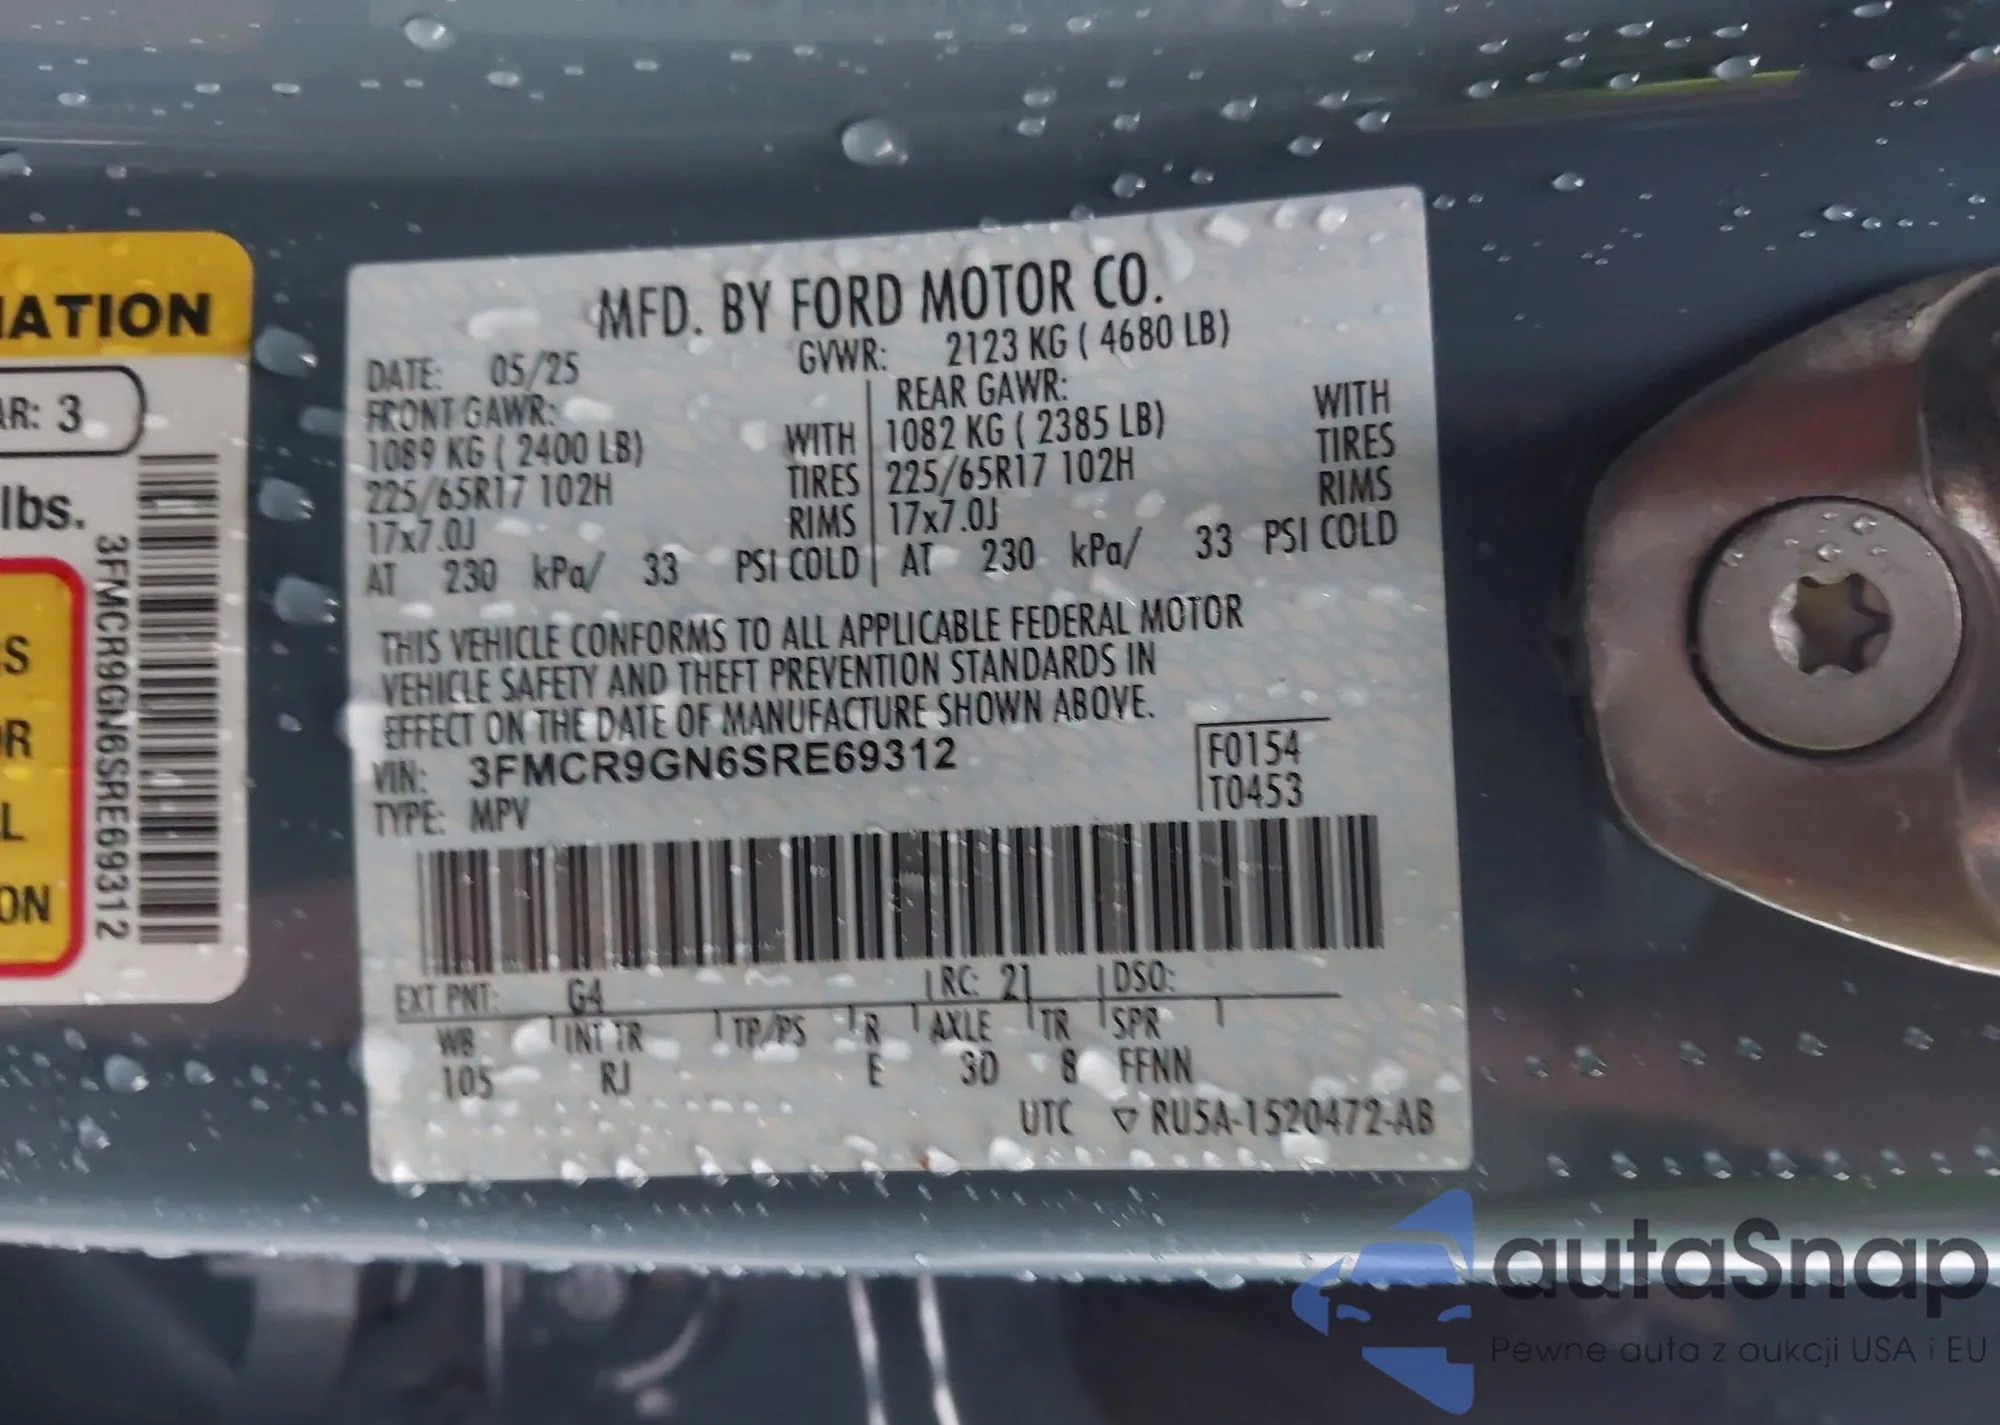 MATION
AR: 3
lbs.
3FMCR9GN6SRE69312
GS
OR
L
ON
MFD. BY FORD MOTOR CO.
DATE: 05/25 GVWR: 2123 KG ( 4680 LB)
FRONT GAWR: REAR GAWR:
1089 KG ( 2400 LB) WITH 1082 KG ( 2385 LB) WITH
225/65R17 102H TIRES 225/65R17 102H TIRES
17x7.0J RIMS 17x7.0J RIMS
AT 230 kPa/ 33 PSI COLD AT 230 kPa/ 33 PSI COLD
THIS VEHICLE CONFORMS TO ALL APPLICABLE FEDERAL MOTOR
VEHICLE SAFETY AND THEFT PREVENTION STANDARDS IN
EFFECT ON THE DATE OF MANUFACTURE SHOWN ABOVE.
VIN: 3FMCR9GN6SRE69312 F0154
TYPE: MPV T0453
EXT PNT: G4 RC: 21 DSO:
WB INT TR TP/PS R AXLE TR SPR
105 RJ E 30 8 FFNN
UTC ▽ RU5A-1520472-AB
autaSnap
Pewne auta z aukcji USA i EU